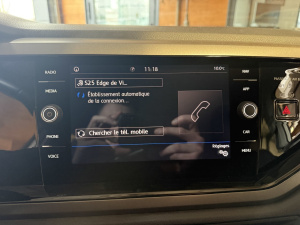 RADIO
11:18
NAV
MEDIA
S25 Edge de Vi...
Établissement automatique
de la connexion...
APP
PHONE
Chercher le tél. mobile
CAR
VOICE
Réglages
MENU